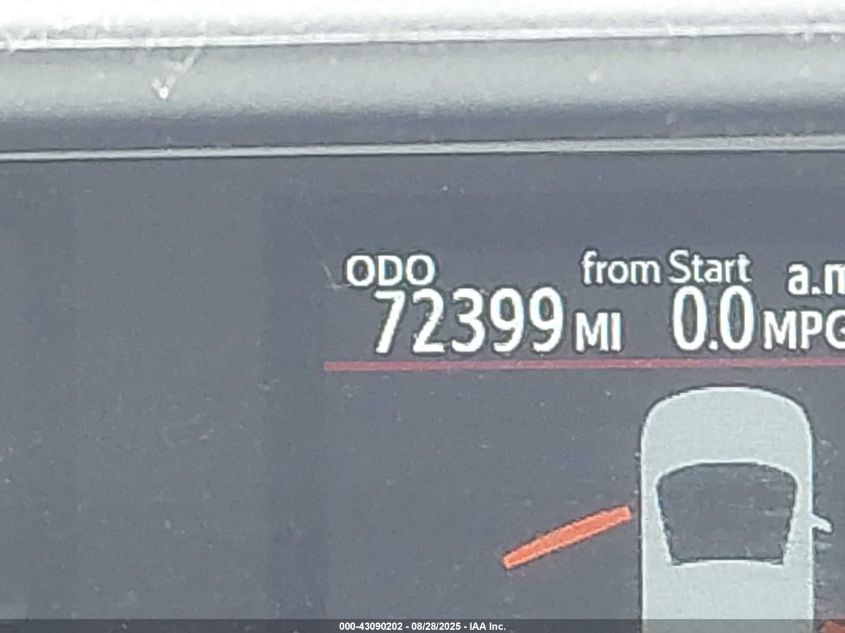 ODO from Start a.m
72399 MI 0.0 MPG
000-43090202 - 08/28/2025 - IAA Inc.